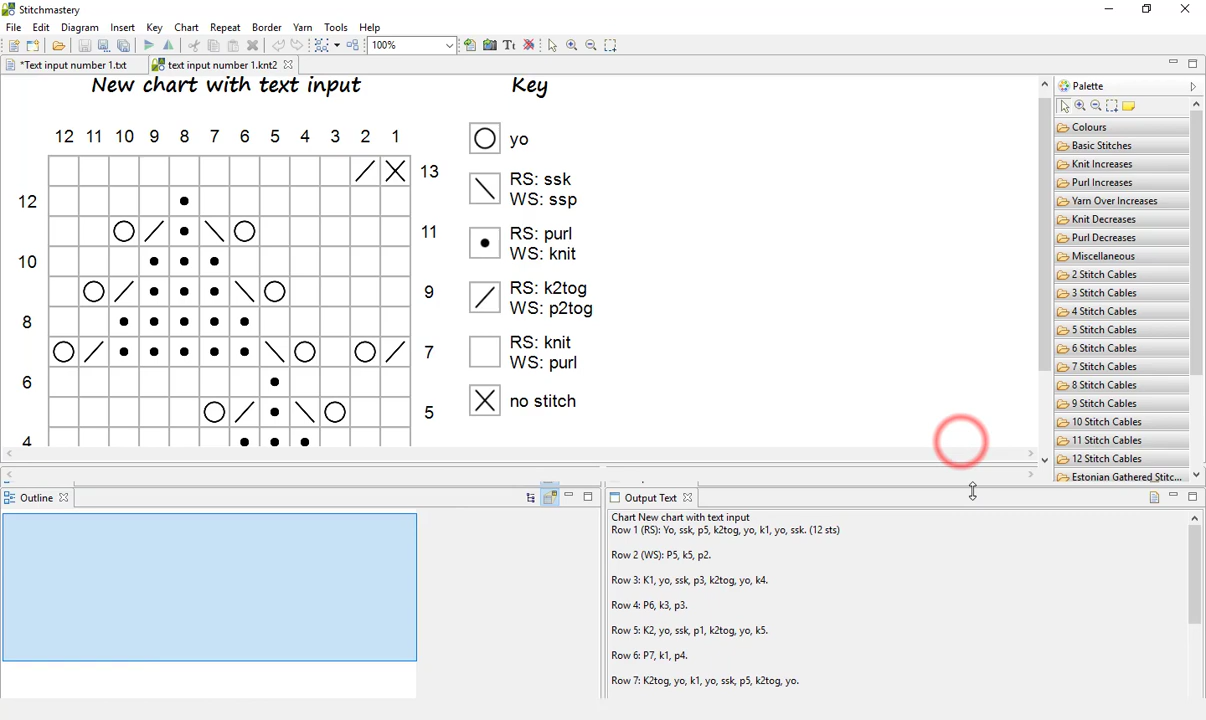 Stitchmastery
File Edit Diagram Insert Key Chart Repeat Border Yarn Tools Help
100%
*Text input number 1.txt text input number 1.knt2
New chart with text input Key
12 11 10 9 8 7 6 5 4 3 2 1
13
12
11
10
9
8
7
6
5
4
yo
RS: ssk
WS: ssp
RS: purl
WS: knit
RS: k2tog
WS: p2tog
RS: knit
WS: purl
no stitch
Palette
Colours
Basic Stitches
Knit Increases
Purl Increases
Yarn Over Increases
Knit Decreases
Purl Decreases
Miscellaneous
2 Stitch Cables
3 Stitch Cables
4 Stitch Cables
5 Stitch Cables
6 Stitch Cables
7 Stitch Cables
8 Stitch Cables
9 Stitch Cables
10 Stitch Cables
11 Stitch Cables
12 Stitch Cables
Estonian Gathered Stitc...
Outline
Output Text
Chart New chart with text input
Row 1 (RS): Yo, ssk, p5, k2tog, yo, k1, yo, ssk. (12 sts)
Row 2 (WS): P5, k5, p2.
Row 3: K1, yo, ssk, p3, k2tog, yo, k4.
Row 4: P6, k3, p3.
Row 5: K2, yo, ssk, p1, k2tog, yo, k5.
Row 6: P7, k1, p4.
Row 7: K2tog, yo, k1, yo, ssk, p5, k2tog, yo.